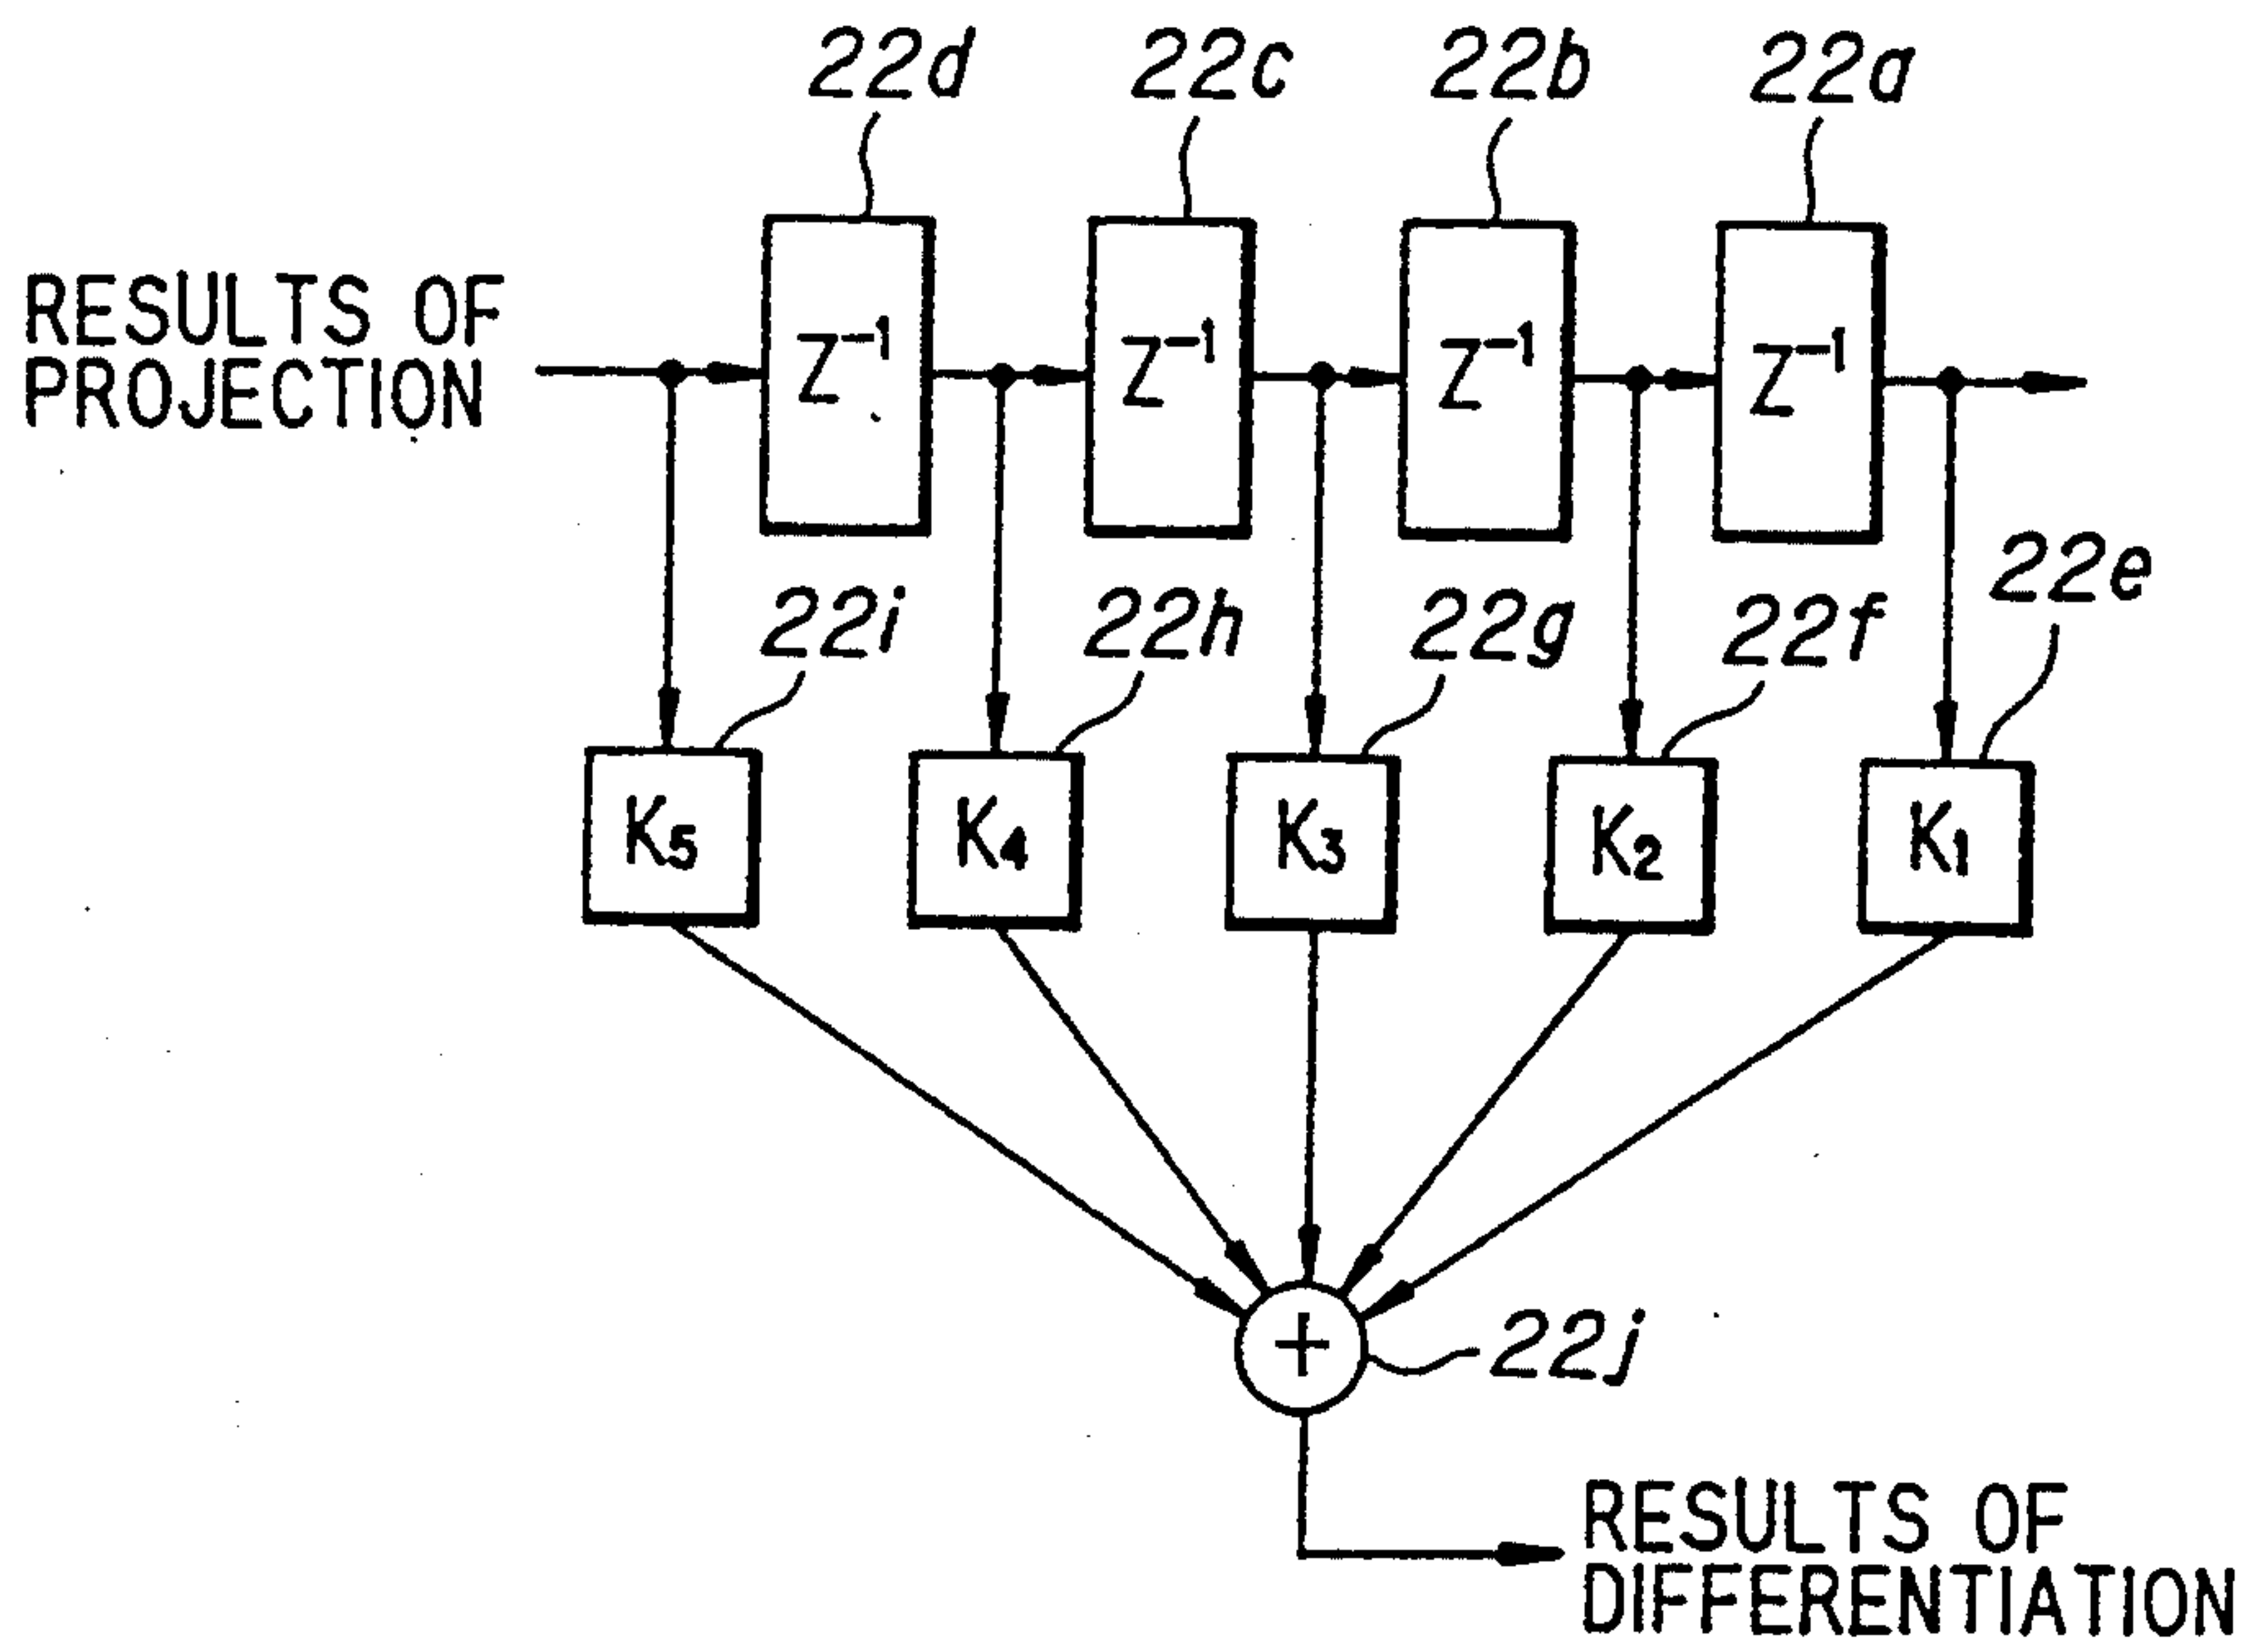 22d 22c 22b 22a
RESULTS OF
PROJECTION
Z⁻¹ Z⁻¹ Z⁻¹ Z⁻¹
22i 22h 22g 22f 22e
K5 K4 K3 K2 K1
+
22j
RESULTS OF
DIFFERENTIATION